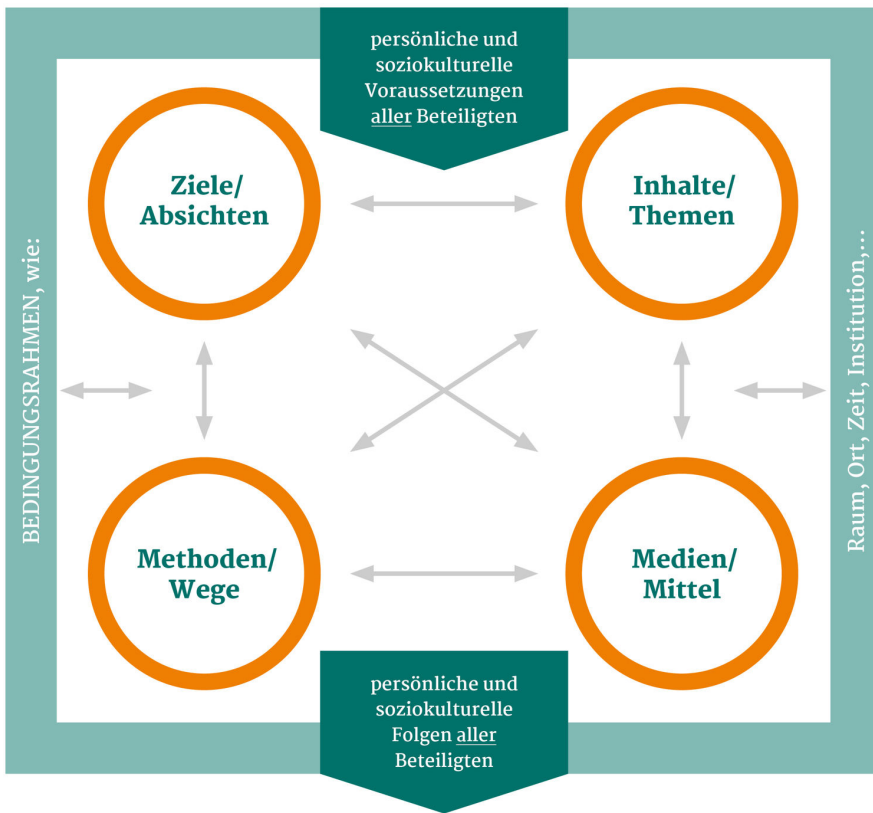 persönliche und
soziokulturelle
Voraussetzungen
aller Beteiligten
Ziele/
Absichten
Inhalte/
Themen
BEDINGUNGSRAHMEN, wie:
Raum, Ort, Zeit, Institution,...
Methoden/
Wege
Medien/
Mittel
persönliche und
soziokulturelle
Folgen aller
Beteiligten